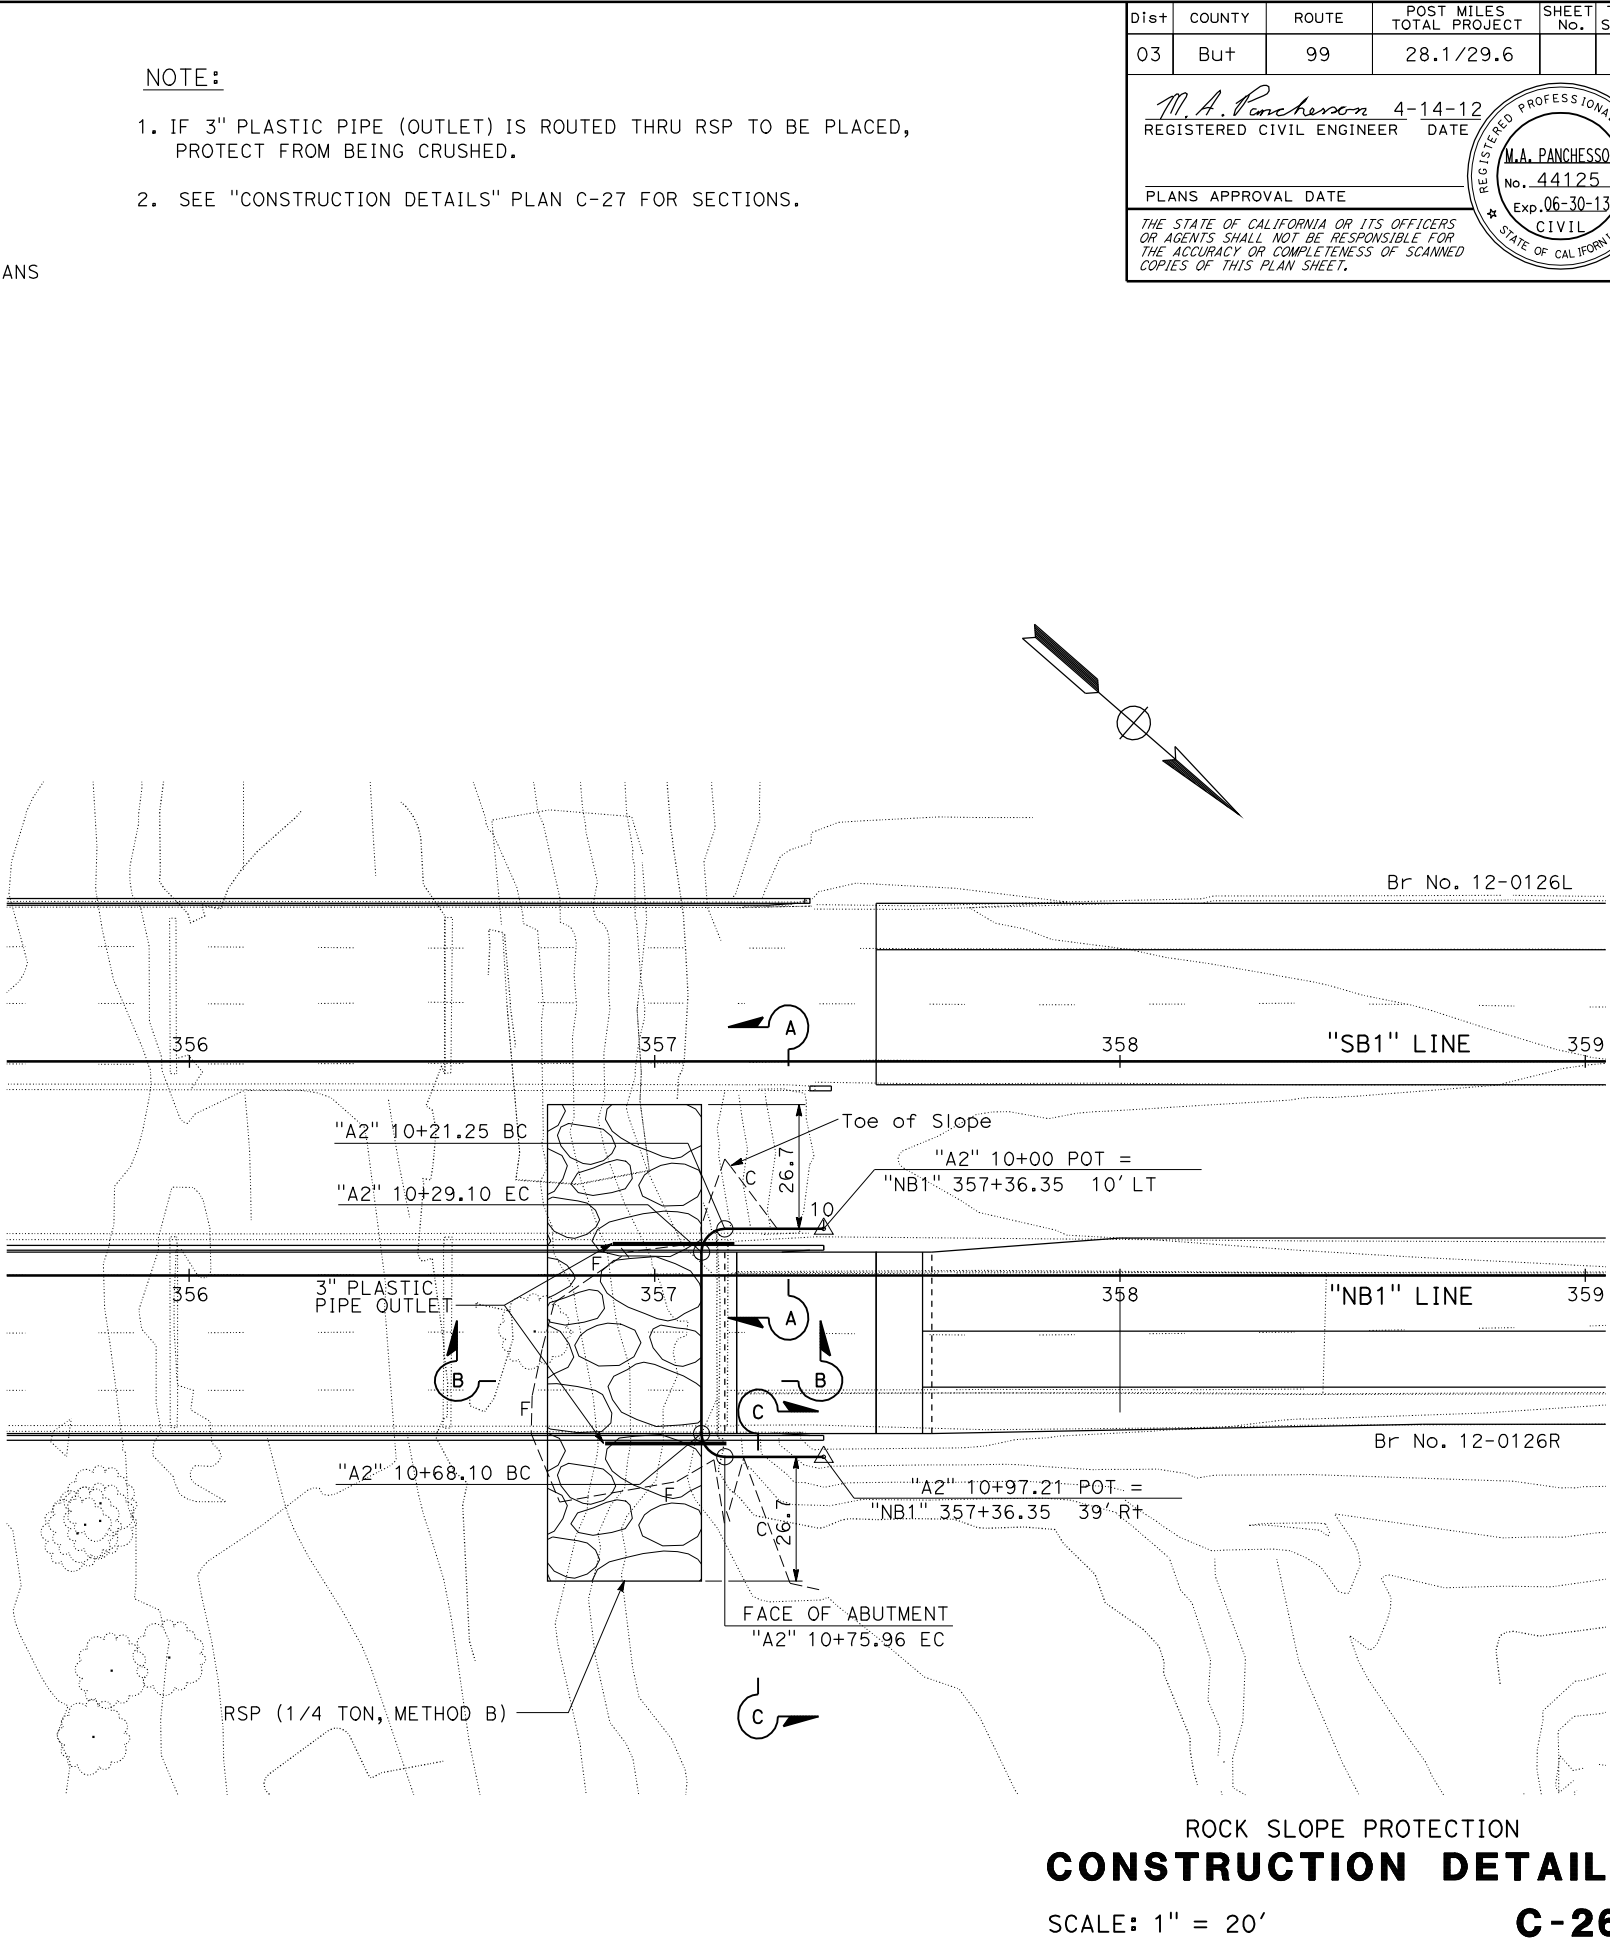 Dist COUNTY ROUTE POST MILES TOTAL PROJECT SHEET No.
03 But 99 28.1/29.6
NOTE:
1. IF 3" PLASTIC PIPE (OUTLET) IS ROUTED THRU RSP TO BE PLACED,
PROTECT FROM BEING CRUSHED.
2. SEE "CONSTRUCTION DETAILS" PLAN C-27 FOR SECTIONS.
ANS
4-14-12
REGISTERED CIVIL ENGINEER DATE
PLANS APPROVAL DATE
THE STATE OF CALIFORNIA OR ITS OFFICERS
OR AGENTS SHALL NOT BE RESPONSIBLE FOR
THE ACCURACY OR COMPLETENESS OF SCANNED
COPIES OF THIS PLAN SHEET.
REGISTERED PROFESSIONA
M.A. PANCHESSO
No. 44125
Exp. 06-30-13
CIVIL
STATE OF CALIFORNI
Br No. 12-0126L
A
356 357 358 "SB1" LINE 359
"A2" 10+21.25 BC
Toe of Slope
26.7
C
"A2" 10+00 POT =
"NB1" 357+36.35 10' LT
"A2" 10+29.10 EC
10
F
3" PLASTIC
PIPE OUTLET
356 357 358 "NB1" LINE 359
A
B B
C
F
Br No. 12-0126R
"A2" 10+68.10 BC
F
"A2" 10+97.21 POT =
"NB1" 357+36.35 39' Rt
C
26.7
FACE OF ABUTMENT
"A2" 10+75.96 EC
RSP (1/4 TON, METHOD B)
C
ROCK SLOPE PROTECTION
CONSTRUCTION DETAIL
SCALE: 1" = 20'
C-26